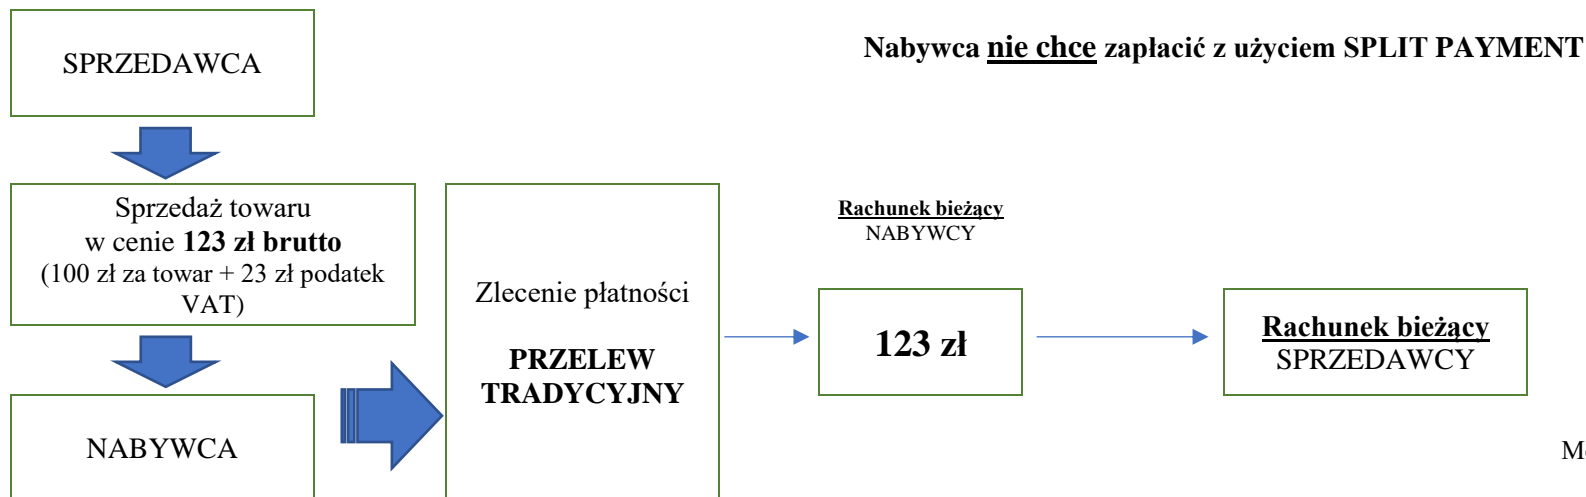 SPRZEDAWCA
Nabywca nie chce zapłacić z użyciem SPLIT PAYMENT
Sprzedaż towaru
w cenie 123 zł brutto
(100 zł za towar + 23 zł podatek
VAT)
NABYWCA
Zlecenie płatności
PRZELEW
TRADYCYJNY
Rachunek bieżący
NABYWCY
123 zł
Rachunek bieżący
SPRZEDAWCY